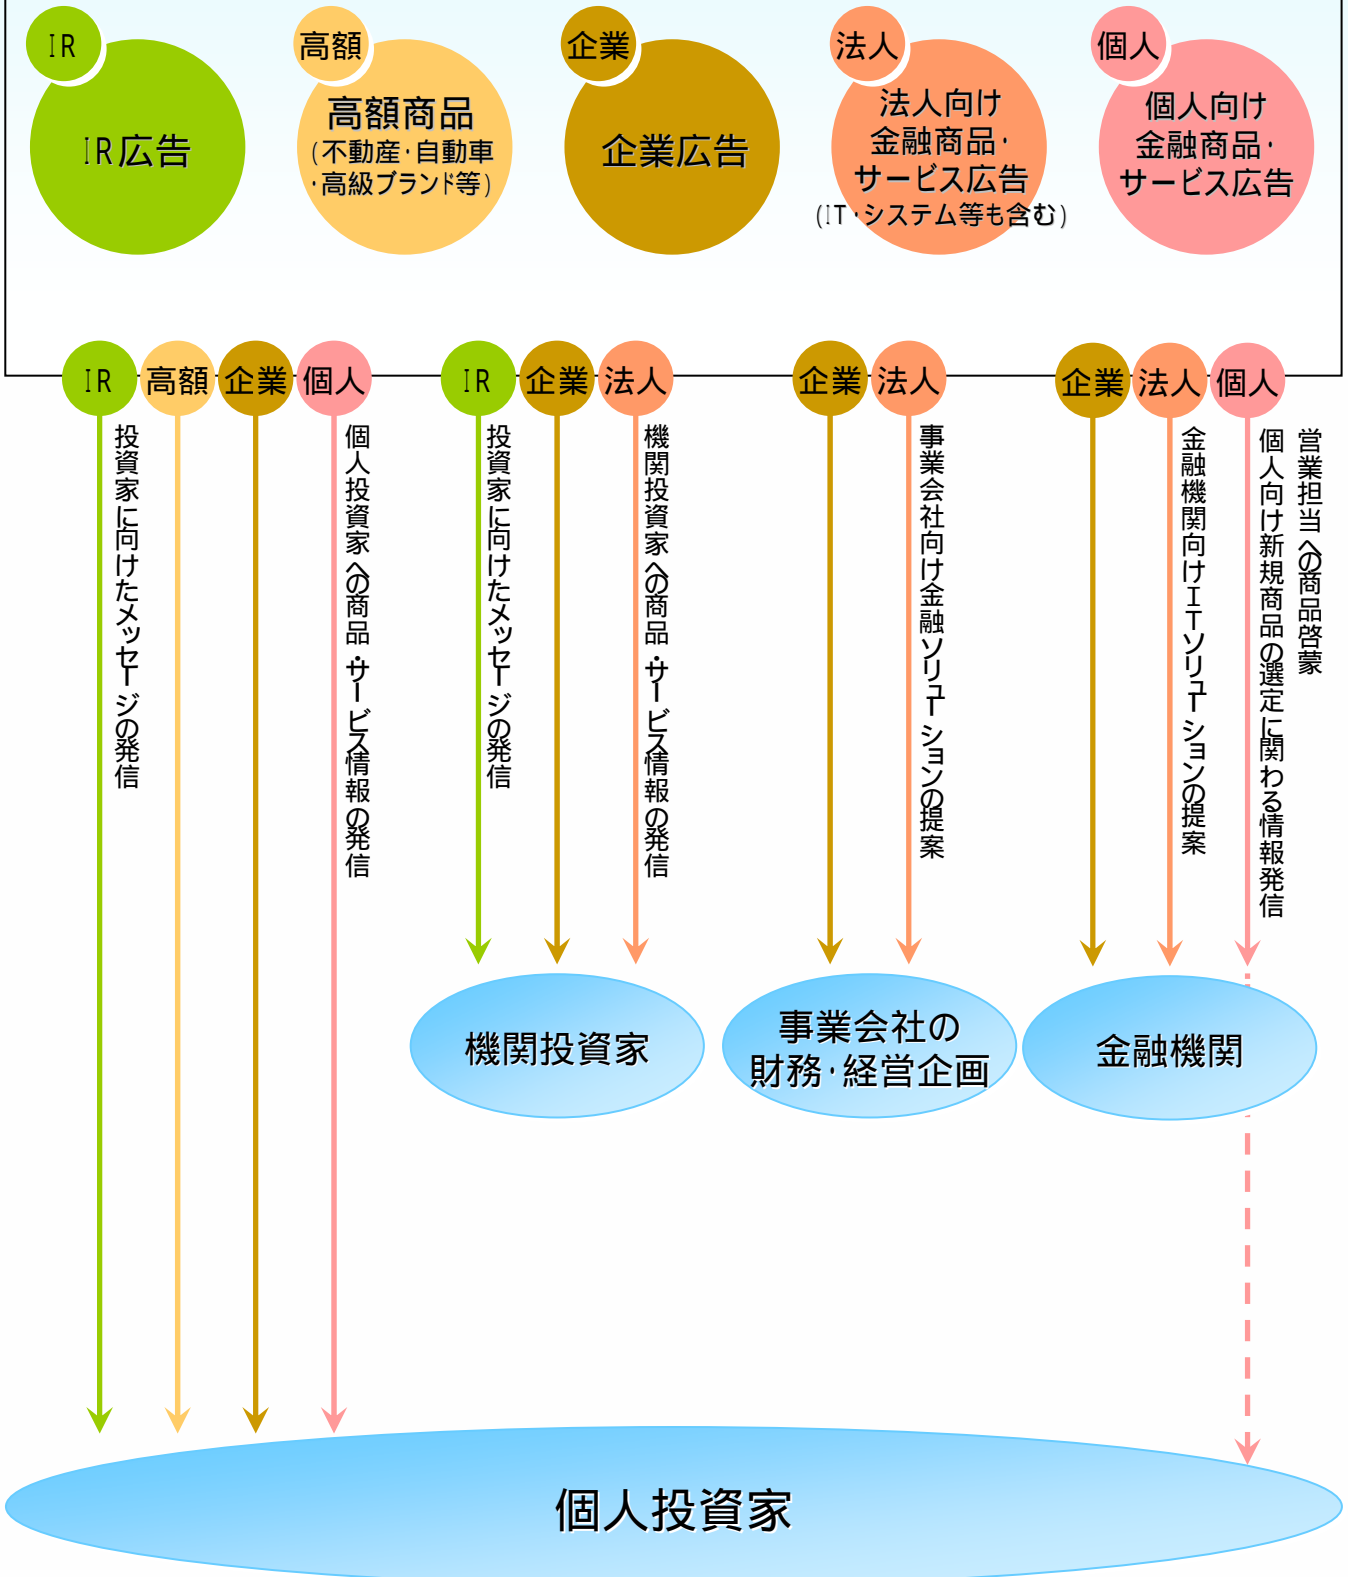 IR
IR広告
高額
高額商品
(不動産・自動車
・高級ブランド等)
企業
企業広告
法人
法人向け
金融商品・
サービス広告
(IT・システム等も含む)
個人
個人向け
金融商品・
サービス広告
IR
高額
企業
個人
IR
企業
法人
企業
法人
企業
法人
個人
投資家に向けたメッセージの発信
個人投資家への商品・サービス情報の発信
投資家に向けたメッセージの発信
機関投資家への商品・サービス情報の発信
事業会社向け金融ソリューションの提案
金融機関向けITソリューションの提案
営業担当への商品啓蒙
個人向け新規商品の選定に関わる情報発信
機関投資家
事業会社の
財務・経営企画
金融機関
個人投資家